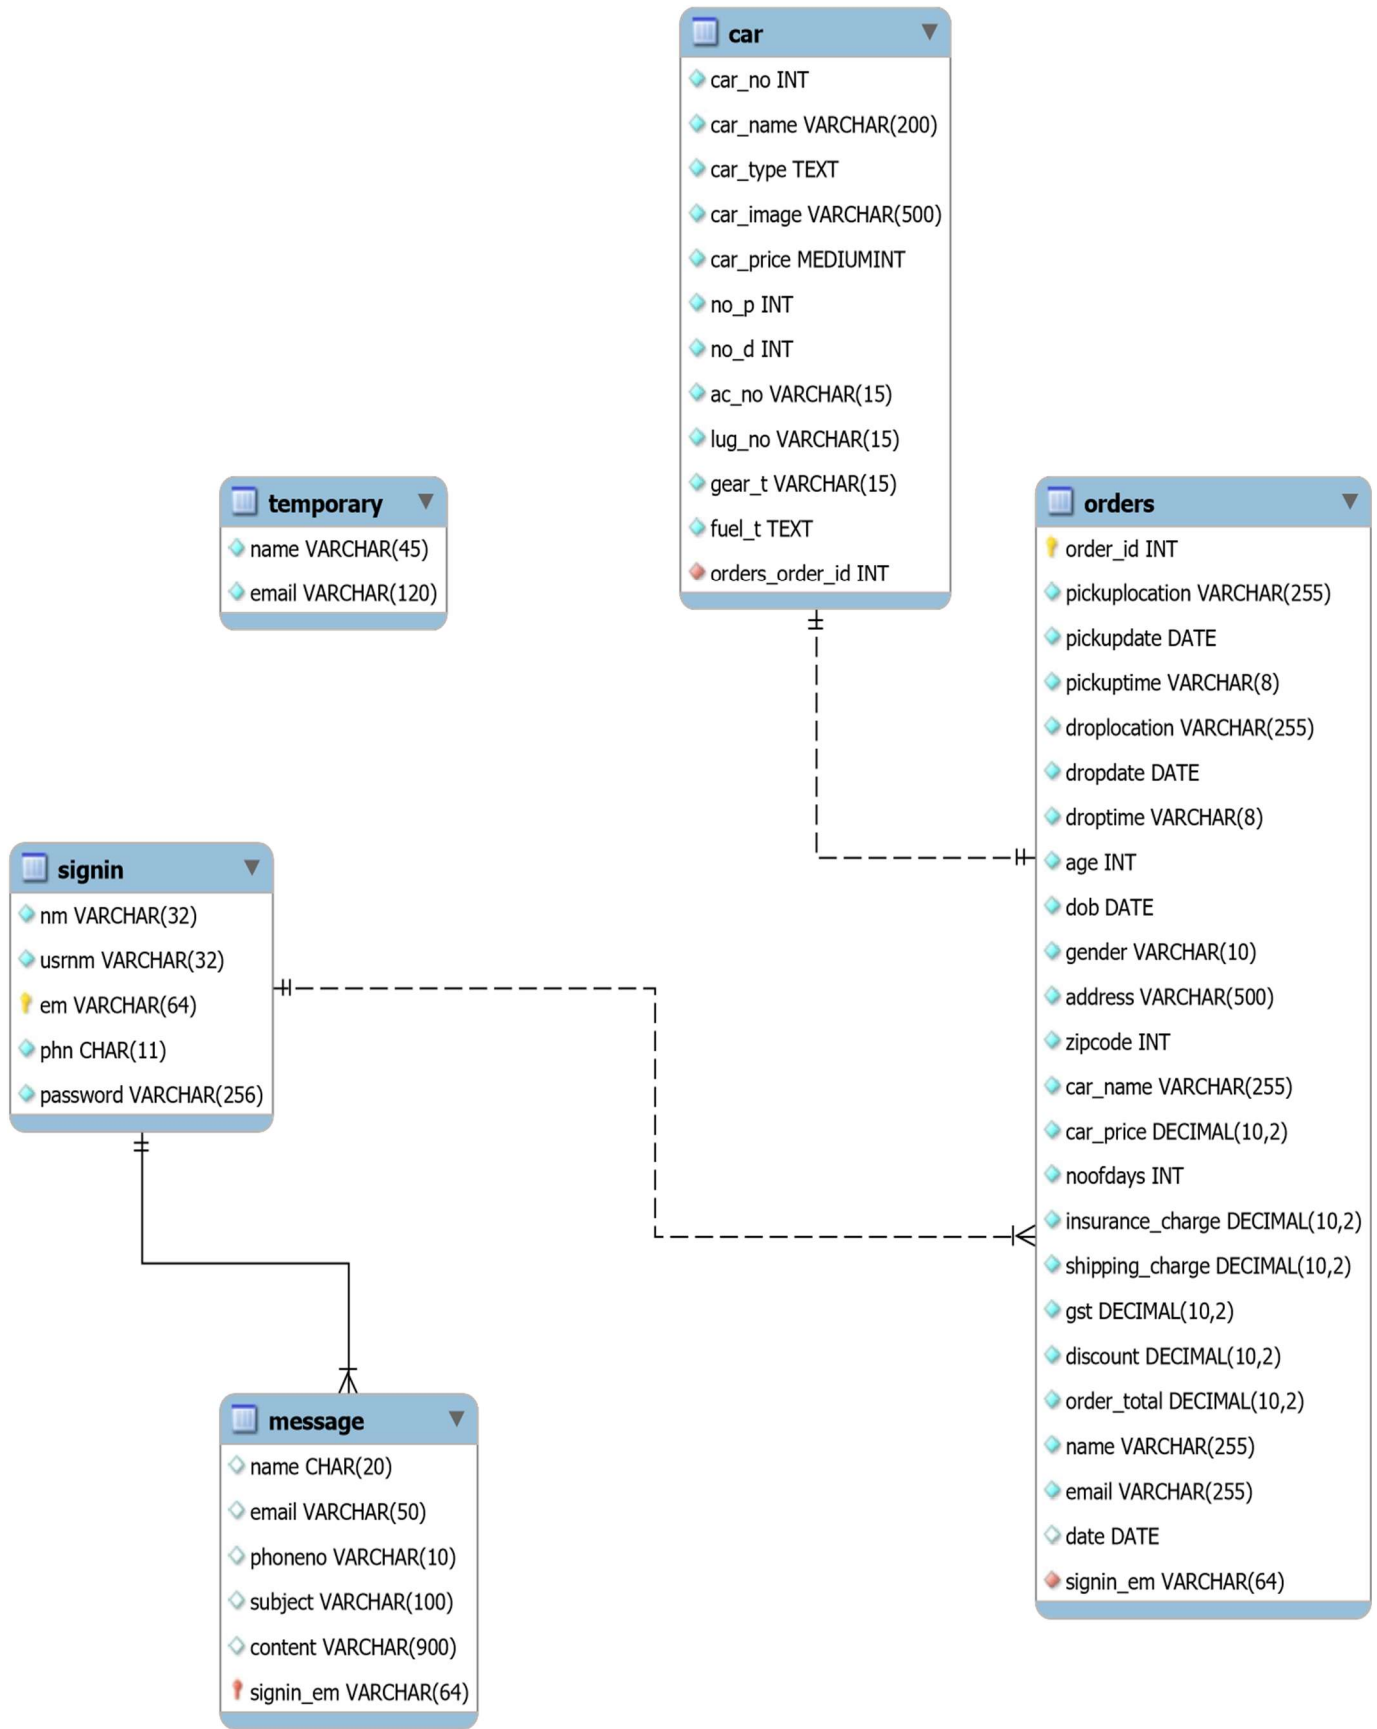 car
car_no INT
car_name VARCHAR(200)
car_type TEXT
car_image VARCHAR(500)
car_price MEDIUMINT
no_p INT
no_d INT
ac_no VARCHAR(15)
lug_no VARCHAR(15)
gear_t VARCHAR(15)
fuel_t TEXT
orders_order_id INT
temporary
name VARCHAR(45)
email VARCHAR(120)
orders
order_id INT
pickuplocation VARCHAR(255)
pickupdate DATE
pickuptime VARCHAR(8)
droplocation VARCHAR(255)
dropdate DATE
droptime VARCHAR(8)
age INT
dob DATE
gender VARCHAR(10)
address VARCHAR(500)
zipcode INT
car_name VARCHAR(255)
car_price DECIMAL(10,2)
noofdays INT
insurance_charge DECIMAL(10,2)
shipping_charge DECIMAL(10,2)
gst DECIMAL(10,2)
discount DECIMAL(10,2)
order_total DECIMAL(10,2)
name VARCHAR(255)
email VARCHAR(255)
date DATE
signin_em VARCHAR(64)
signin
nm VARCHAR(32)
usrnm VARCHAR(32)
em VARCHAR(64)
phn CHAR(11)
password VARCHAR(256)
message
name CHAR(20)
email VARCHAR(50)
phoneno VARCHAR(10)
subject VARCHAR(100)
content VARCHAR(900)
signin_em VARCHAR(64)